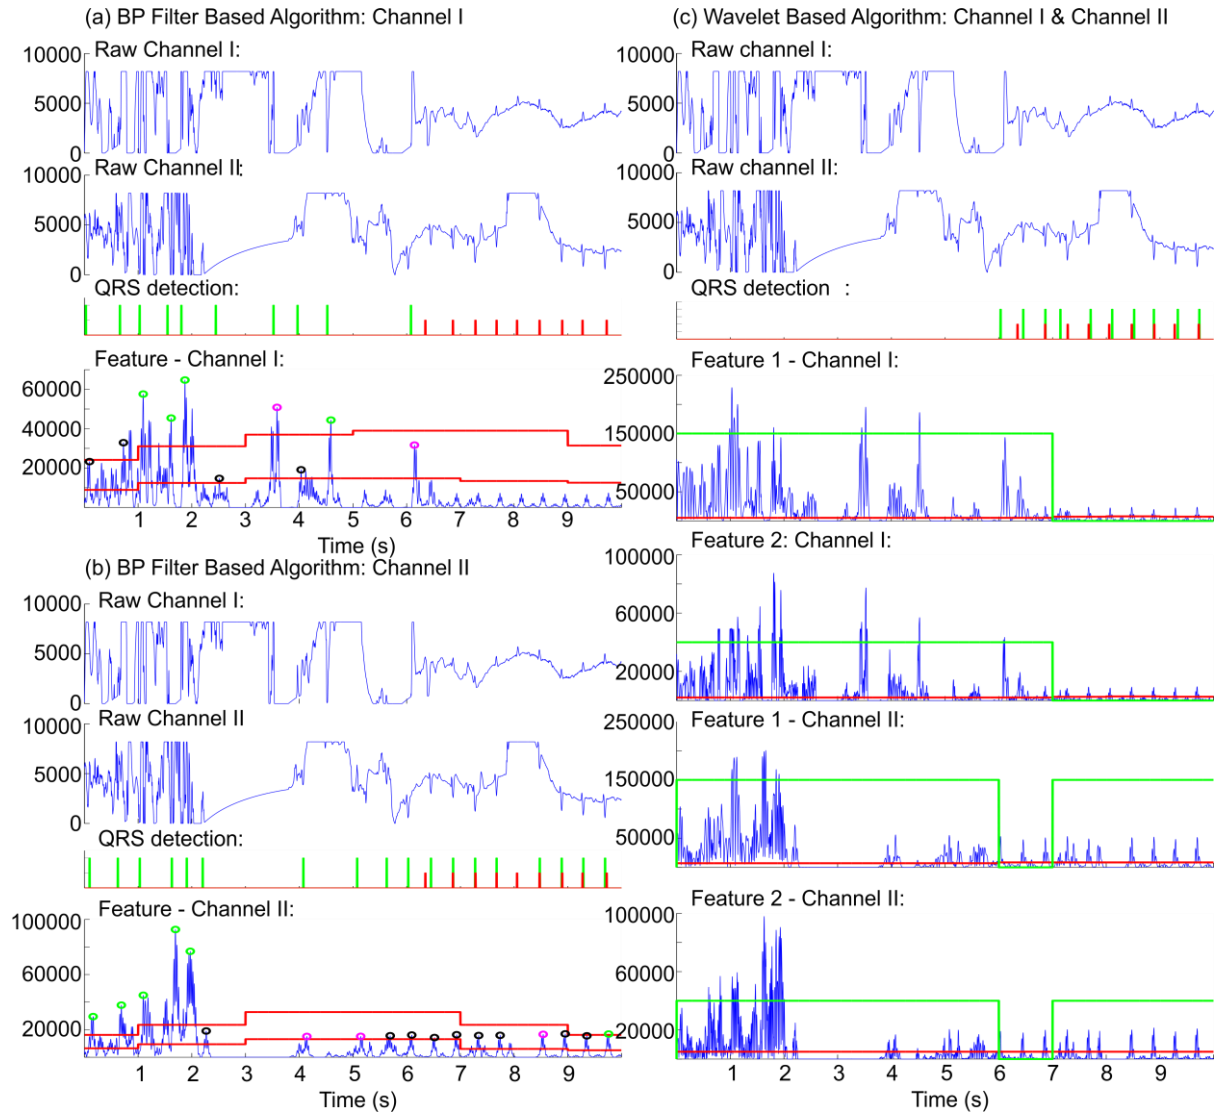 (a) BP Filter Based Algorithm: Channel I
Raw Channel I:
10000
5000
0
Raw Channel II:
10000
5000
0
QRS detection:
Feature - Channel I:
60000
40000
20000
1 2 3 4 5 6 7 8 9
Time (s)
(b) BP Filter Based Algorithm: Channel II
Raw Channel I:
10000
5000
0
Raw Channel II
10000
5000
0
QRS detection:
Feature - Channel II:
100000
60000
20000
1 2 3 4 5 6 7 8 9
Time (s)
(c) Wavelet Based Algorithm: Channel I & Channel II
Raw channel I:
10000
5000
0
Raw channel II:
10000
5000
0
QRS detection :
Feature 1 - Channel I:
250000
150000
50000
Feature 2: Channel I:
100000
60000
20000
Feature 1 - Channel II:
250000
150000
50000
Feature 2 - Channel II:
100000
60000
20000
1 2 3 4 5 6 7 8 9
Time (s)